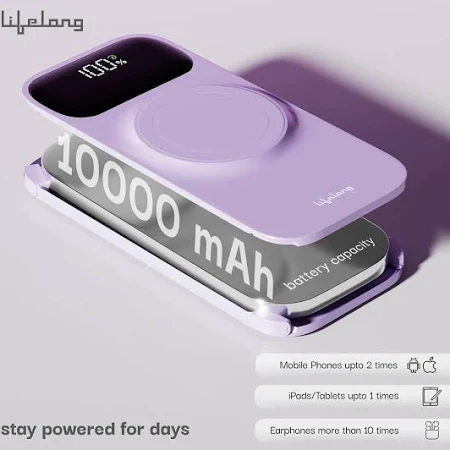 lifelong
100%
lifelong
10000 mAh
battery capacity
Mobile Phones upto 2 times
iPads/Tablets upto 1 times
stay powered for days
Earphones more than 10 times